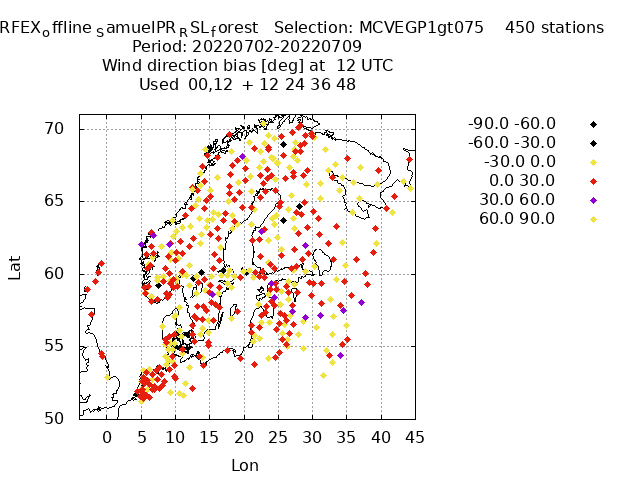 RFEXoffline SamuelPRRSLforest Selection: MCVEGP1gt075 450 stations
Period: 20220702-20220709
Wind direction bias [deg] at 12 UTC
Used 00,12 + 12 24 36 48
-90.0 -60.0
-60.0 -30.0
-30.0 0.0
0.0 30.0
30.0 60.0
60.0 90.0
70
65
60
55
50
Lat
0 5 10 15 20 25 30 35 40 45
Lon